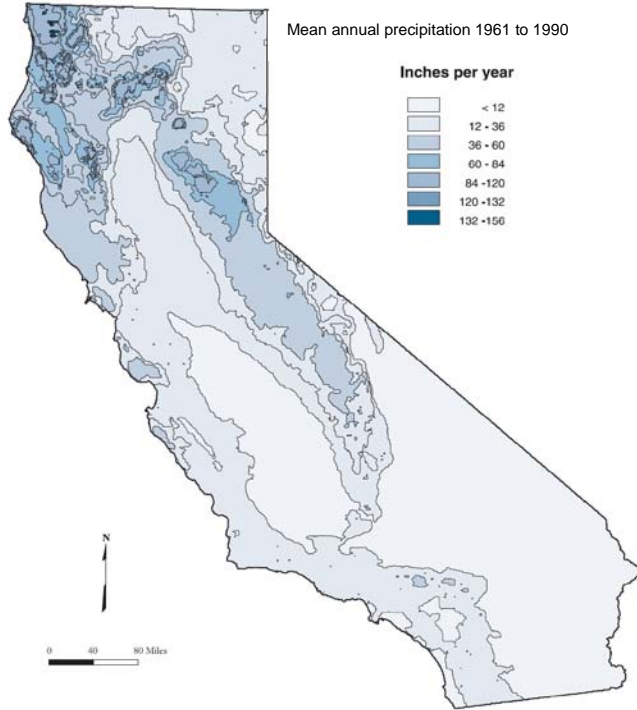 Mean annual precipitation 1961 to 1990
Inches per year
< 12
12 - 36
36 - 60
60 - 84
84 -120
120 -132
132 -156
N
0 40 80 Miles